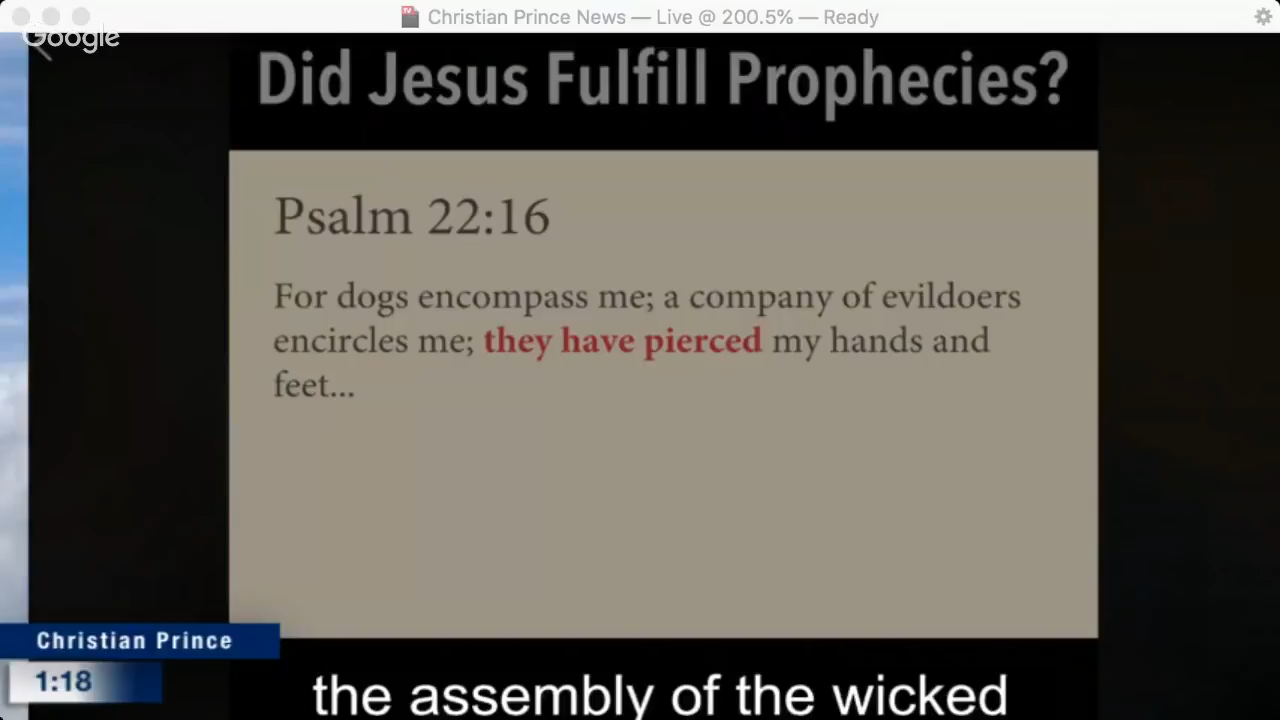 Christian Prince News — Live @ 200.5% — Ready
Google
Did Jesus Fulfill Prophecies?
Psalm 22:16
For dogs encompass me; a company of evildoers
encircles me; they have pierced my hands and
feet...
Christian Prince
1:18
the assembly of the wicked